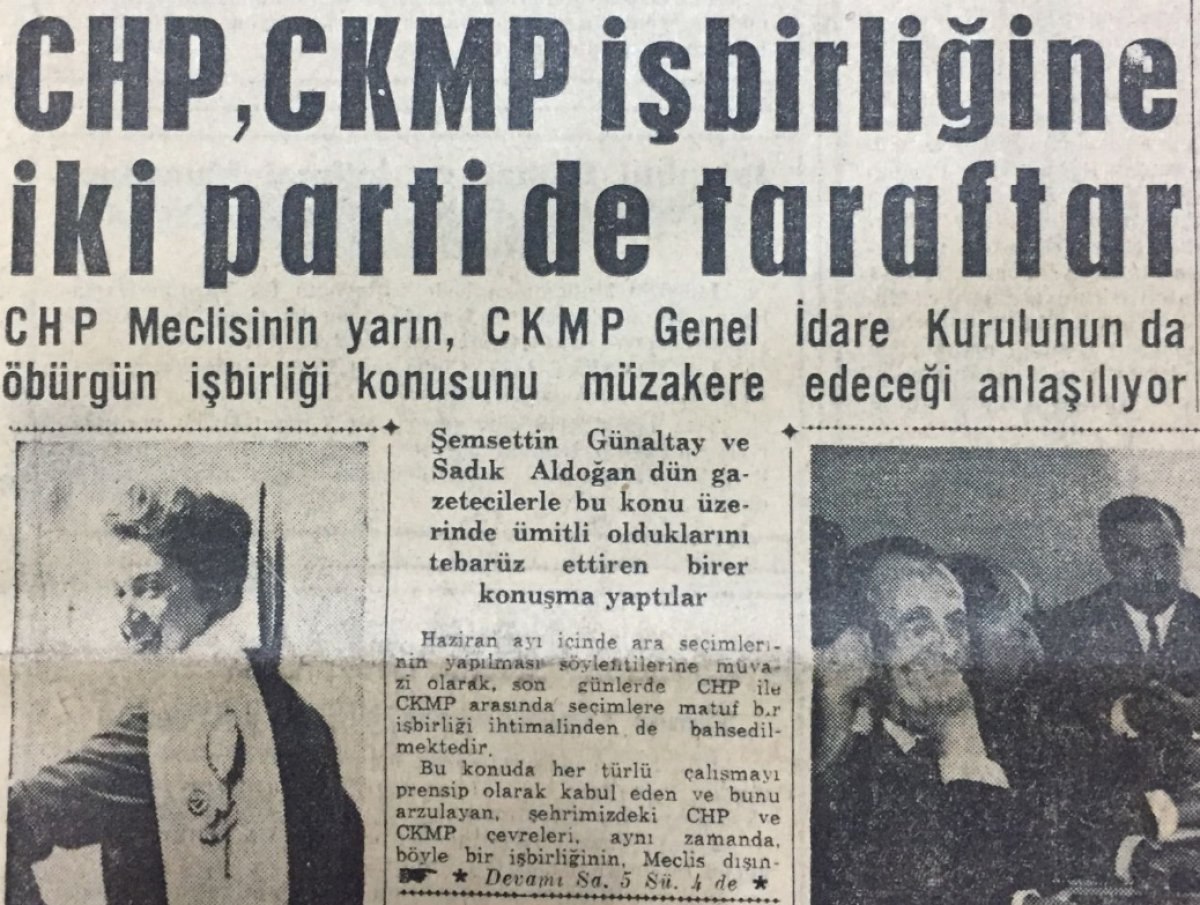 CHP, CKMP işbirliğine
iki parti de taraftar
CHP Meclisinin yarın, CKMP Genel İdare Kurulunun da
öbürgün işbirliği konusunu müzakere edeceği anlaşılıyor
Şemsettin Günaltay ve
Sadık Aldoğan dün ga-
zetecilerle bu konu üze-
rinde ümitli olduklarını
tebarüz ettiren birer
konuşma yaptılar
Haziran ayı içinde ara seçimleri-
nin yapılması söylentilerine müva-
zi olarak, son günlerde CHP ile
CKMP arasında seçimlere matuf bir
işbirliği ihtimalinden de bahsedil-
mektedir.
Bu konuda her türlü çalışmayı
prensip olarak kabul eden ve bunu
arzulayan, şehrimizdeki CHP ve
CKMP çevreleri, aynı zamanda,
böyle bir işbirliğinin, Meclis dışın-
★ Devamı Sa. 5 Sü. 4 de ★